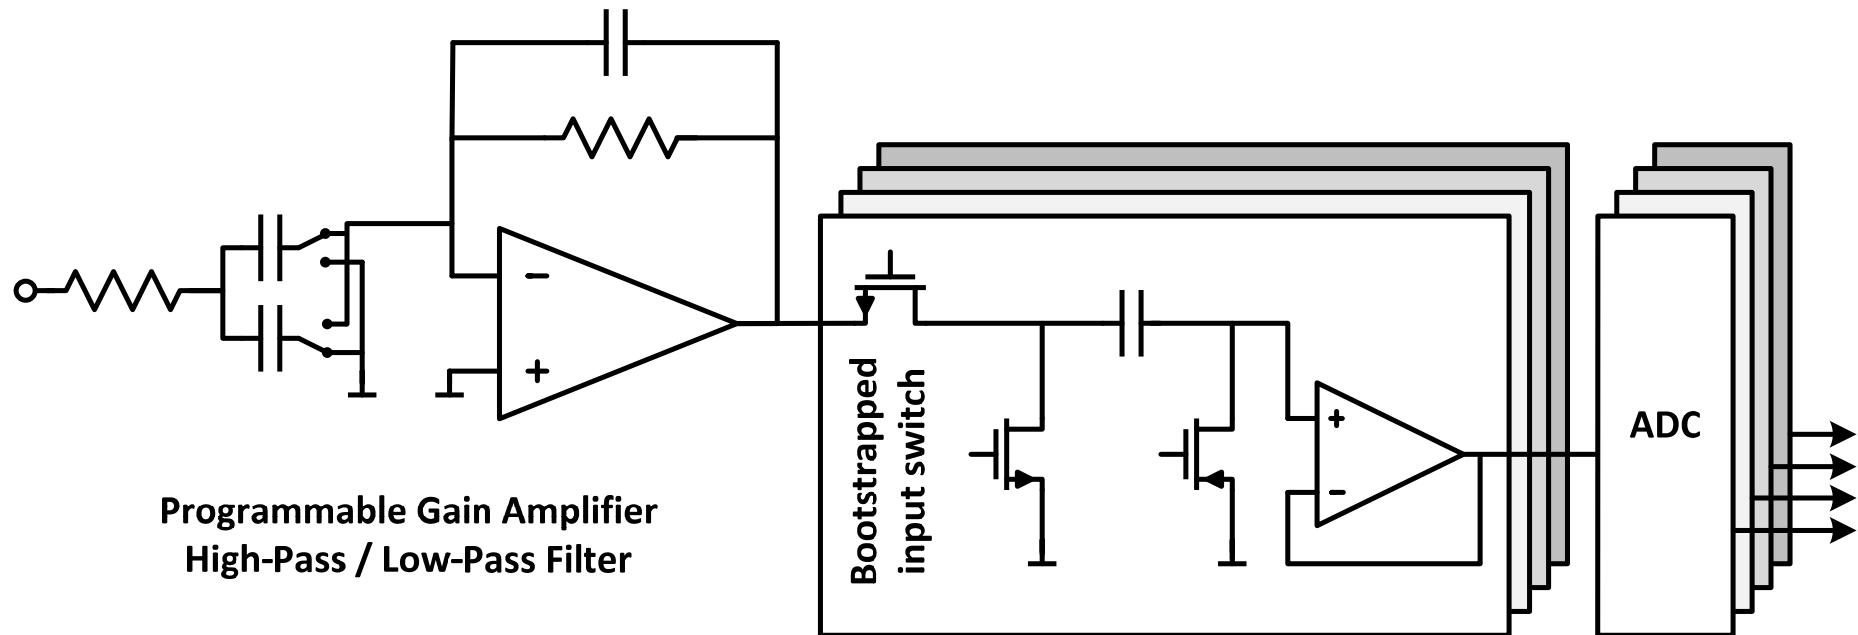 Programmable Gain Amplifier
High-Pass / Low-Pass Filter
Bootstrapped
input switch
ADC